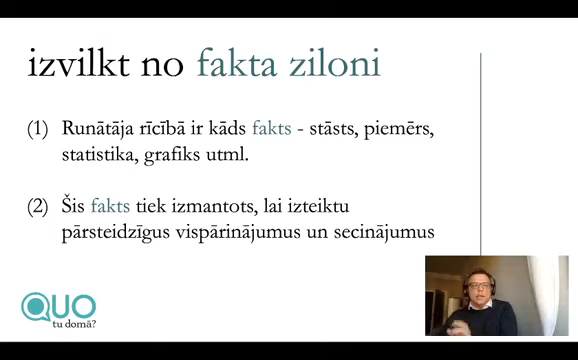 izvilkt no fakta ziloni
(1) Runātāja rīcībā ir kāds fakts - stāsts, piemērs,
statistika, grafiks utml.
(2) Šis fakts tiek izmantots, lai izteiktu
pārsteidzīgus vispārinājumus un secinājumus
QUO
tu domā?